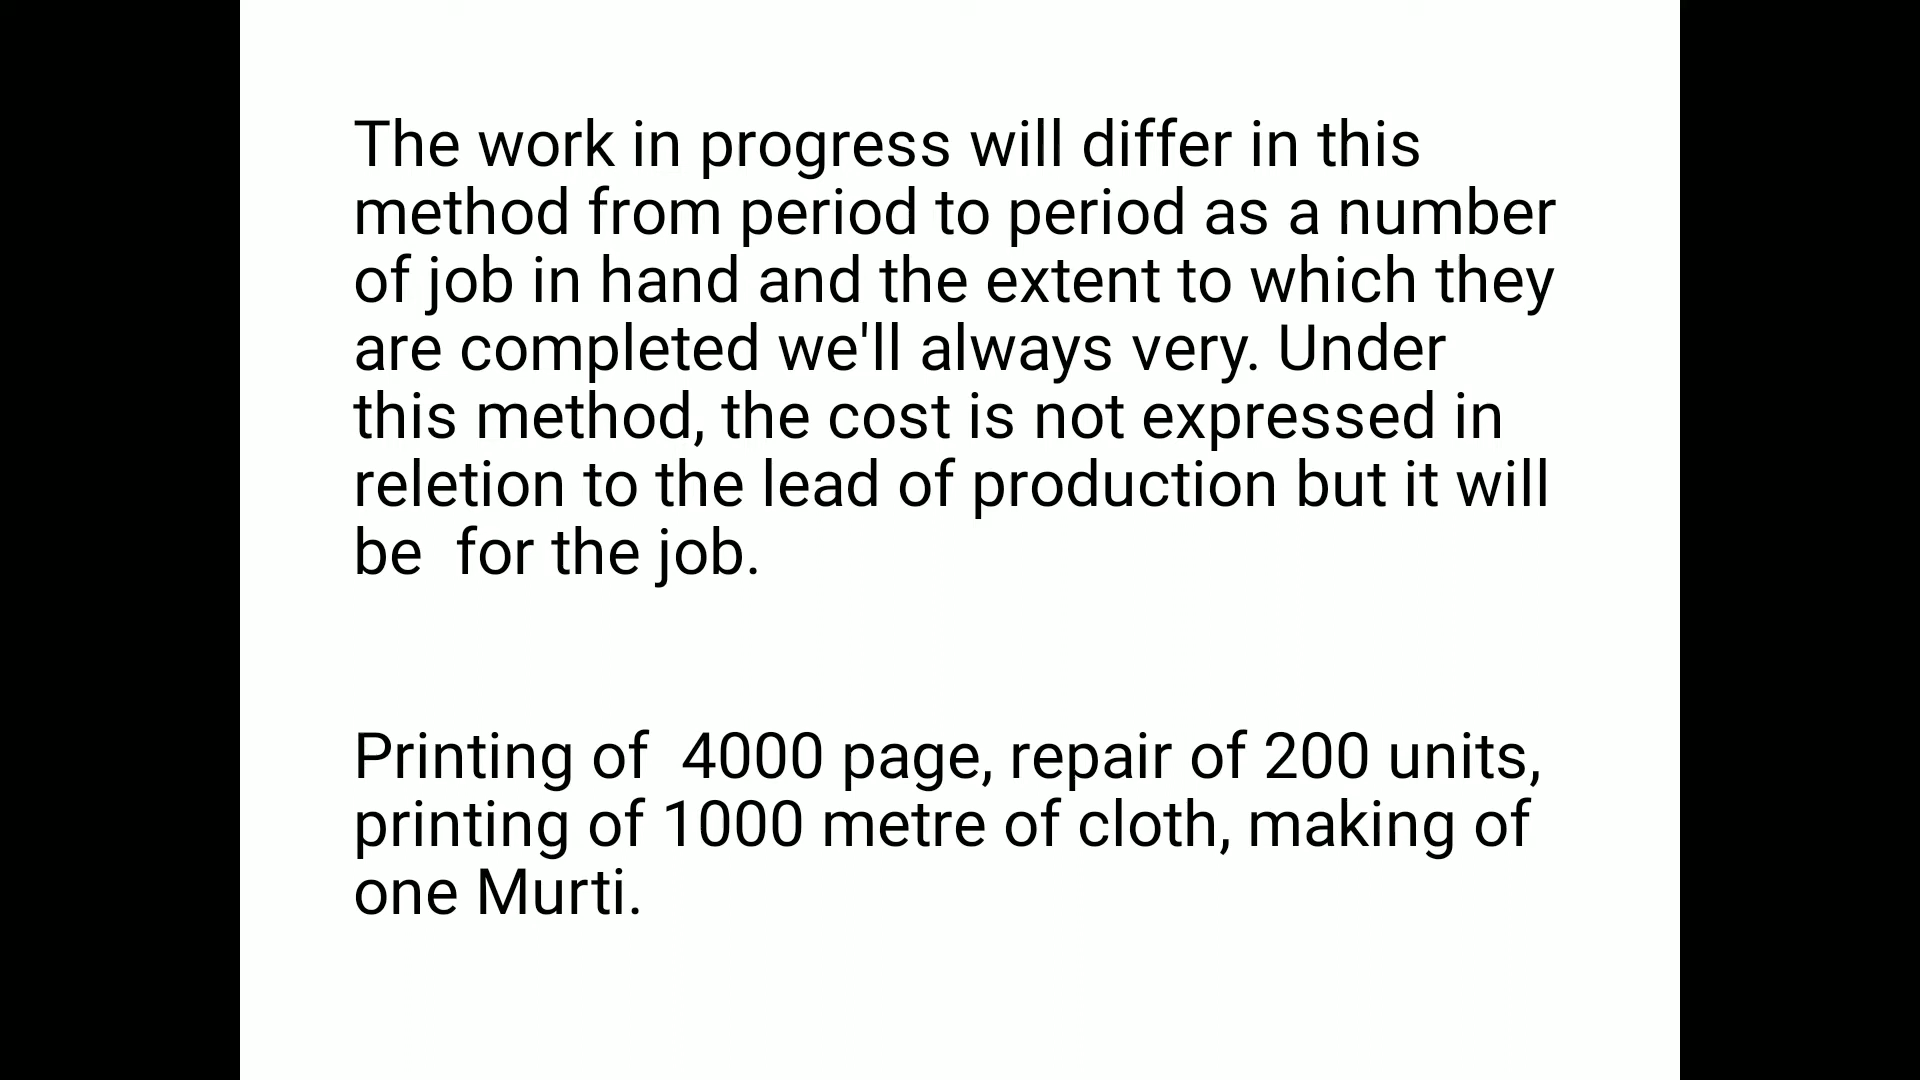 The work in progress will differ in this
method from period to period as a number
of job in hand and the extent to which they
are completed we'll always very. Under
this method, the cost is not expressed in
reletion to the lead of production but it will
be  for the job.
Printing of  4000 page, repair of 200 units,
printing of 1000 metre of cloth, making of
one Murti.